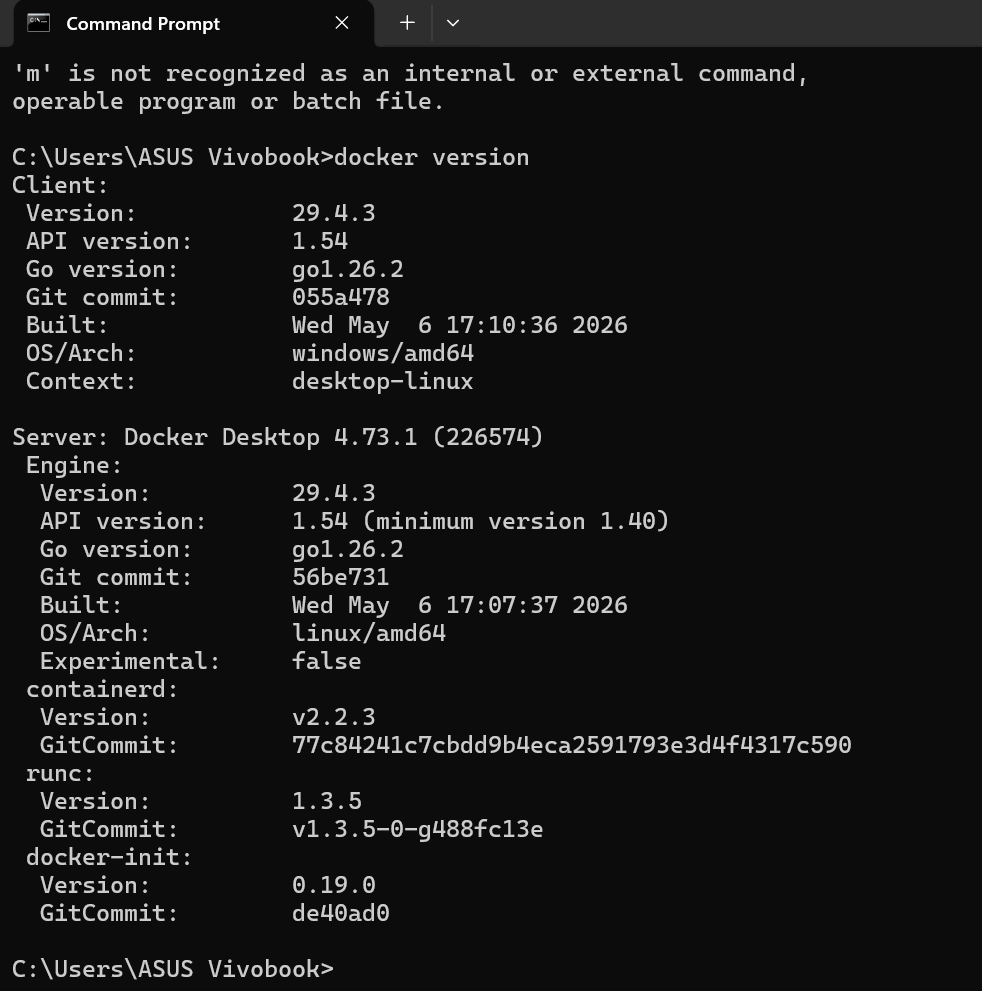 Command Prompt
'm' is not recognized as an internal or external command,
operable program or batch file.
C:\Users\ASUS Vivobook>docker version
Client:
 Version:           29.4.3
 API version:       1.54
 Go version:        go1.26.2
 Git commit:        055a478
 Built:             Wed May  6 17:10:36 2026
 OS/Arch:           windows/amd64
 Context:           desktop-linux
Server: Docker Desktop 4.73.1 (226574)
 Engine:
  Version:          29.4.3
  API version:      1.54 (minimum version 1.40)
  Go version:       go1.26.2
  Git commit:       56be731
  Built:            Wed May  6 17:07:37 2026
  OS/Arch:          linux/amd64
  Experimental:     false
 containerd:
  Version:          v2.2.3
  GitCommit:        77c84241c7cbdd9b4eca2591793e3d4f4317c590
 runc:
  Version:          1.3.5
  GitCommit:        v1.3.5-0-g488fc13e
 docker-init:
  Version:          0.19.0
  GitCommit:        de40ad0
C:\Users\ASUS Vivobook>